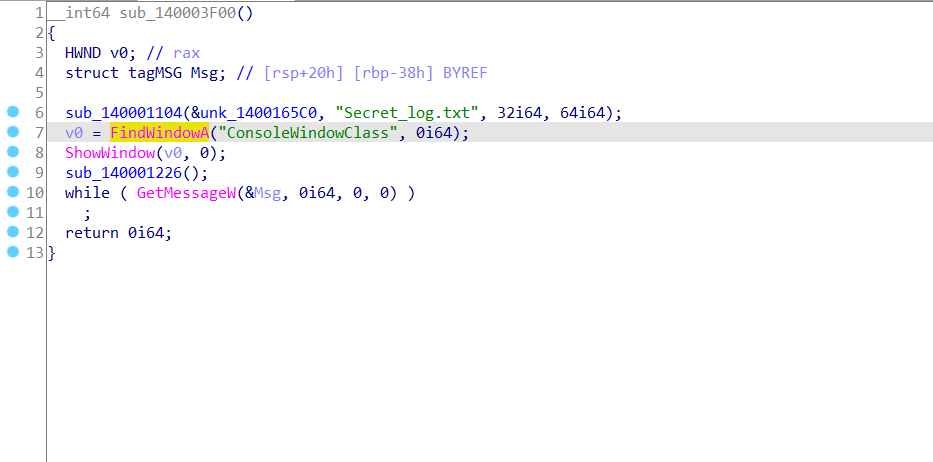 1 __int64 sub_140003F00()
2 {
3   HWND v0; // rax
4   struct tagMSG Msg; // [rsp+20h] [rbp-38h] BYREF
5
6   sub_140001104(&unk_1400165C0, "Secret_log.txt", 32i64, 64i64);
7   v0 = FindWindowA("ConsoleWindowClass", 0i64);
8   ShowWindow(v0, 0);
9   sub_140001226();
10   while ( GetMessageW(&Msg, 0i64, 0, 0) )
11     ;
12   return 0i64;
13 }